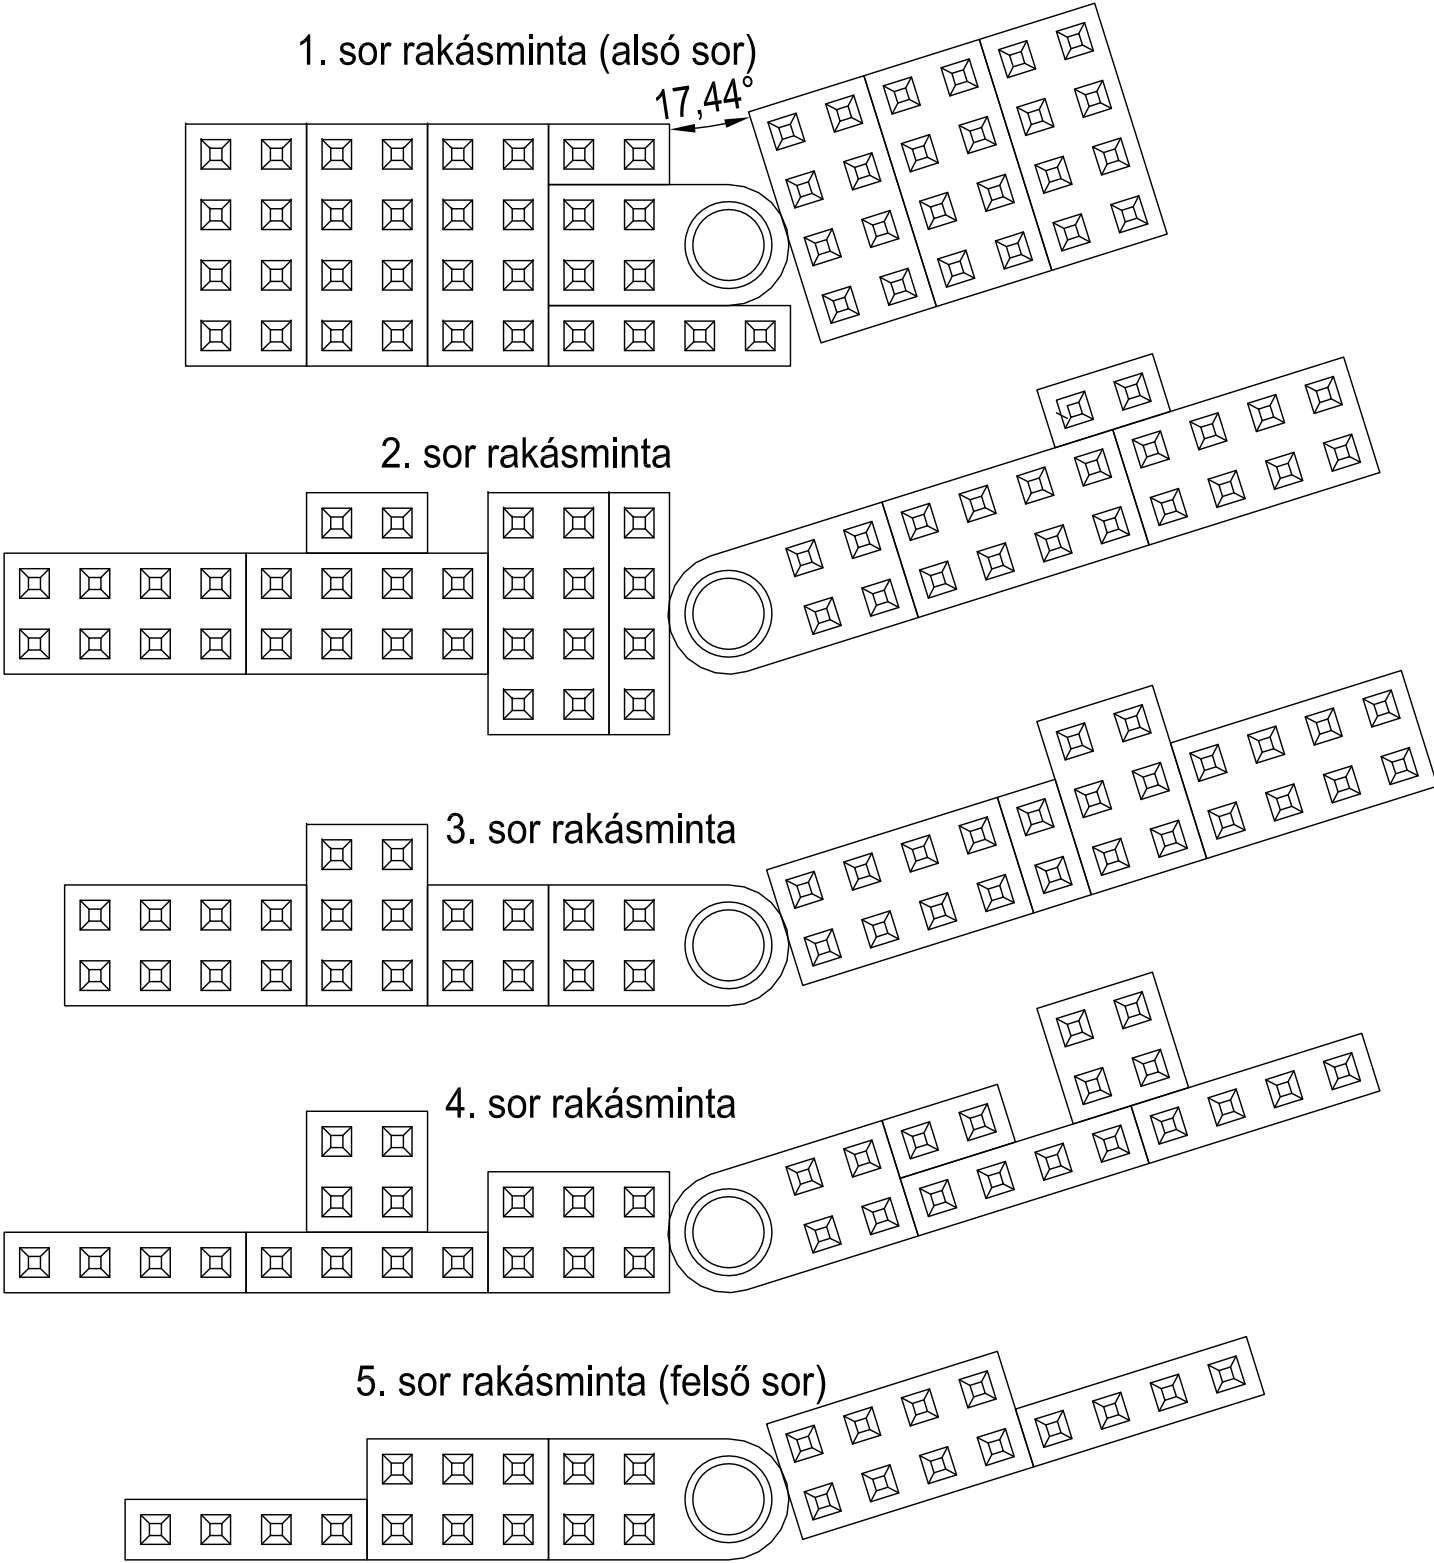 1. sor rakásminta (alsó sor)
17,44°
2. sor rakásminta
3. sor rakásminta
4. sor rakásminta
5. sor rakásminta (felső sor)